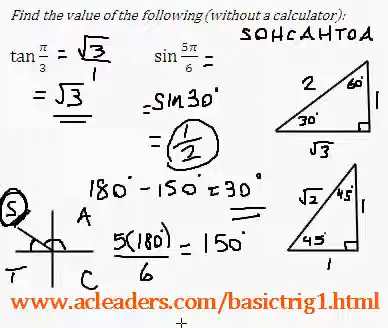 Find the value of the following (without a calculator):
SOHCAHTOA
tan π/3 = √3/1
= √3
sin 5π/6 =
= sin 30°
= 1/2
2
60°
30°
1
√3
180° - 150° = 30°
5(180°)/6 = 150°
S
A
T
C
√2
45°
45°
1
1
www.acleaders.com/basictrig1.html